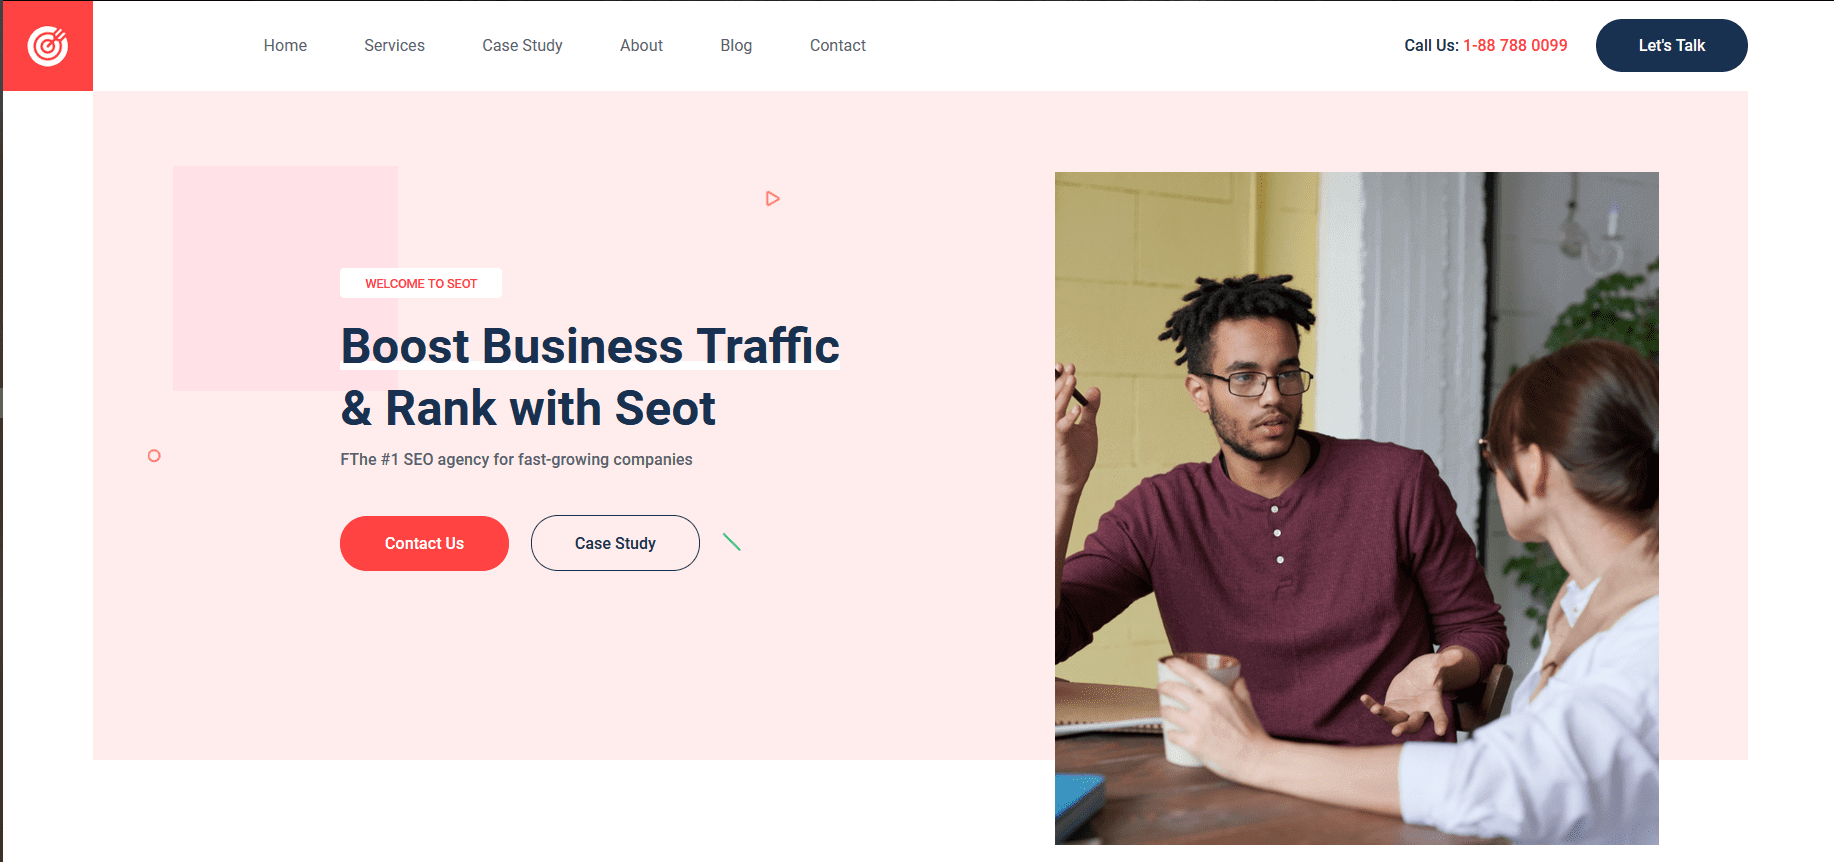 Home
Services
Case Study
About
Blog
Contact
Call Us: 1-88 788 0099
Let's Talk
WELCOME TO SEOT
Boost Business Traffic
& Rank with Seot
FThe #1 SEO agency for fast-growing companies
Contact Us
Case Study